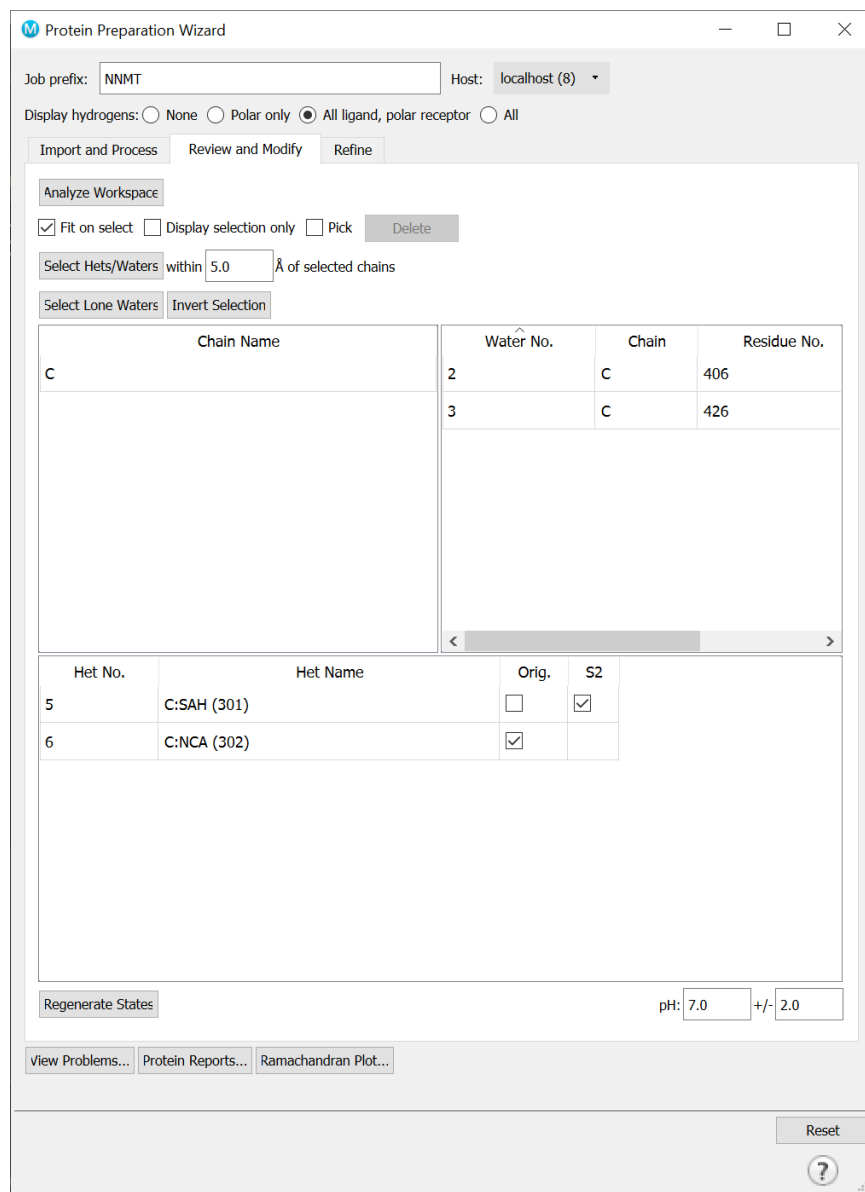 M Protein Preparation Wizard
Job prefix: NNMT Host: localhost (8)
Display hydrogens: None Polar only All ligand, polar receptor All
Import and Process Review and Modify Refine
Analyze Workspace
Fit on select Display selection only Pick Delete
Select Hets/Waters within 5.0 Å of selected chains
Select Lone Waters Invert Selection
Chain Name Water No. Chain Residue No.
C 2 C 406
3 C 426
Het No. Het Name Orig. S2
5 C:SAH (301)
6 C:NCA (302)
Regenerate States pH: 7.0 +/- 2.0
View Problems... Protein Reports... Ramachandran Plot...
Reset
?